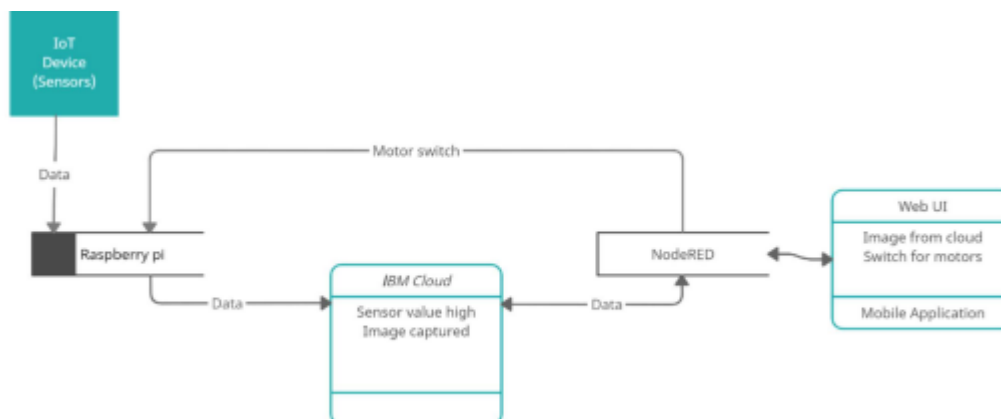 IoT
Device
(Sensors)
Data
Motor switch
Raspberry pi
Data
IBM Cloud
Sensor value high
Image captured
Data
NodeRED
Web UI
Image from cloud
Switch for motors
Mobile Application